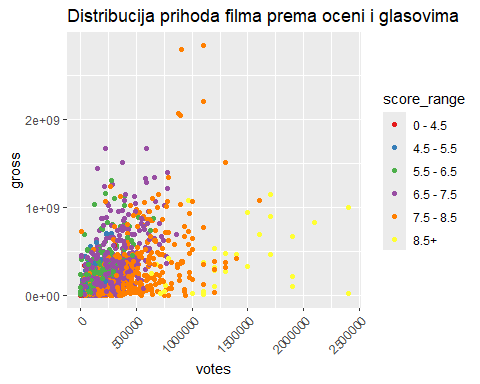 Distribucija prihoda filma prema oceni i glasovima
gross
2e+09
1e+09
0e+00
0
500000
1000000
1500000
2000000
2500000
votes
score_range
0 - 4.5
4.5 - 5.5
5.5 - 6.5
6.5 - 7.5
7.5 - 8.5
8.5+